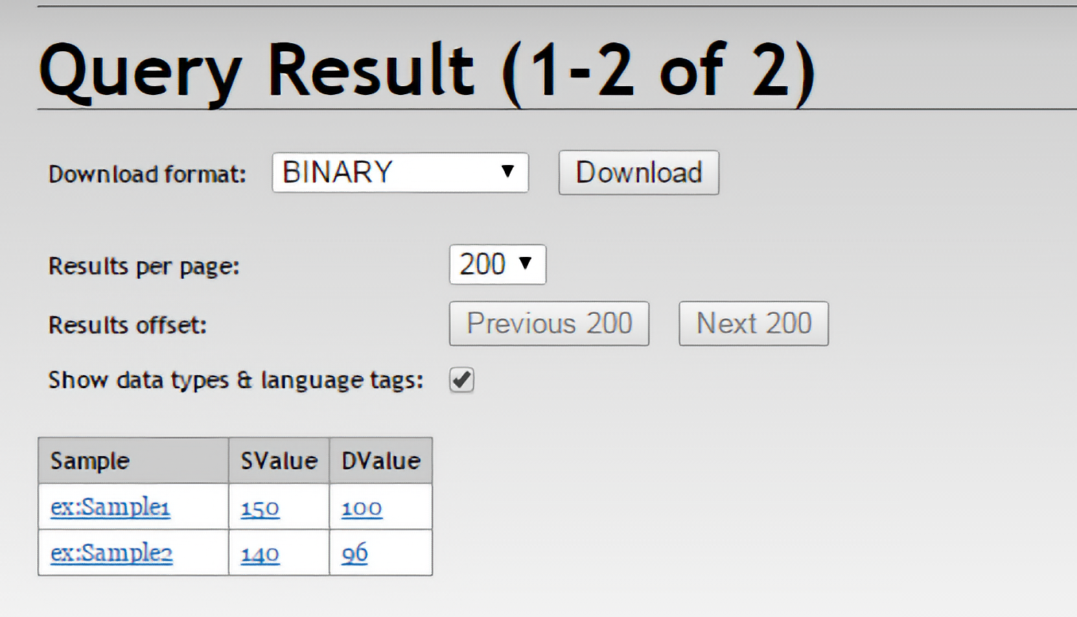 Query Result (1-2 of 2)
Download format: BINARY Download
Results per page: 200
Results offset: Previous 200 Next 200
Show data types & language tags:
Sample SValue DValue
ex:Sample1 150 100
ex:Sample2 140 96